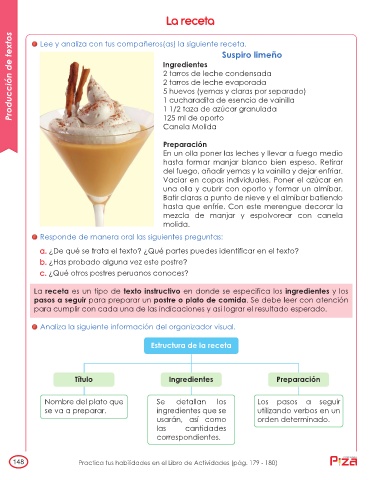 La receta
Producción de textos
Lee y analiza con tus compañeros(as) la siguiente receta.
Suspiro limeño
Ingredientes
2 tarros de leche condensada
2 tarros de leche evaporada
5 huevos (yemas y claras por separado)
1 cucharadita de esencia de vainilla
1 1/2 taza de azúcar granulada
125 ml de oporto
Canela Molida
Preparación
En un olla poner las leches y llevar a fuego medio
hasta formar manjar blanco bien espeso. Retirar
del fuego, añadir yemas y la vainilla y dejar enfriar.
Vaciar en copas individuales. Poner el azúcar en
una olla y cubrir con oporto y formar un almíbar.
Batir claras a punto de nieve y el almíbar batiendo
hasta que enfríe. Con este merengue decorar la
mezcla de manjar y espolvorear con canela
molida.
Responde de manera oral las siguientes preguntas:
a. ¿De qué se trata el texto? ¿Qué partes puedes identificar en el texto?
b. ¿Has probado alguna vez este postre?
c. ¿Qué otros postres peruanos conoces?
La receta es un tipo de texto instructivo en donde se especifica los ingredientes y los
pasos a seguir para preparar un postre o plato de comida. Se debe leer con atención
para cumplir con cada una de las indicaciones y así lograr el resultado esperado.
Analiza la siguiente información del organizador visual.
Estructura de la receta
Título
Ingredientes
Preparación
Nombre del plato que
se va a preparar.
Se detallan los
ingredientes que se
usarán, así como
las cantidades
correspondientes.
Los pasos a seguir
utilizando verbos en un
orden determinado.
148
Practica tus habilidades en el Libro de Actividades (pág. 179 - 180)